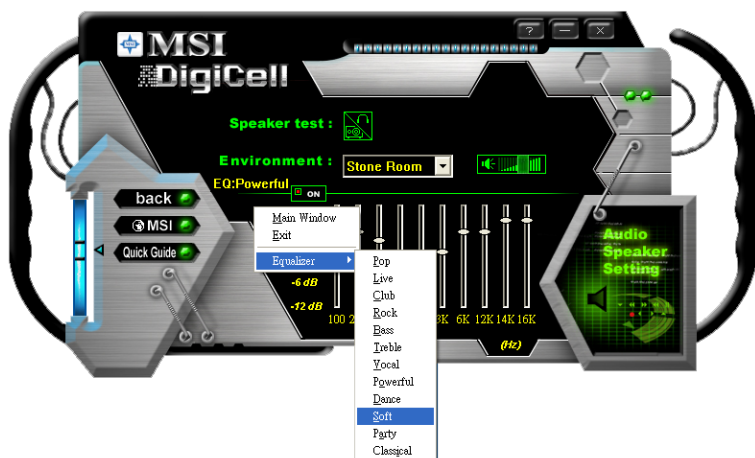 ? — X
MSI
DigiCell
Speaker test :
Environment : Stone Room
EQ:Powerful
ON
back
MSI
Quick Guide
Main Window
Exit
Equalizer
Pop
Live
Club
Rock
Bass
Treble
Vocal
Powerful
Dance
Soft
Party
Classical
-6 dB
-12 dB
100 2 3K 6K 12K 14K 16K
(Hz)
Audio
Speaker
Setting